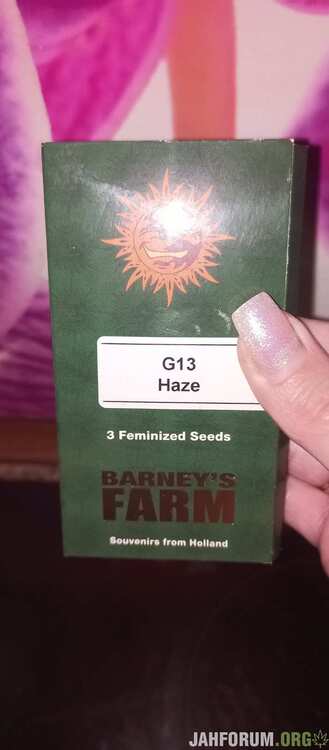 G13
Haze
3 Feminized Seeds
BARNEY'S
FARM
Souvenirs from Holland
JAHFORUM.ORG